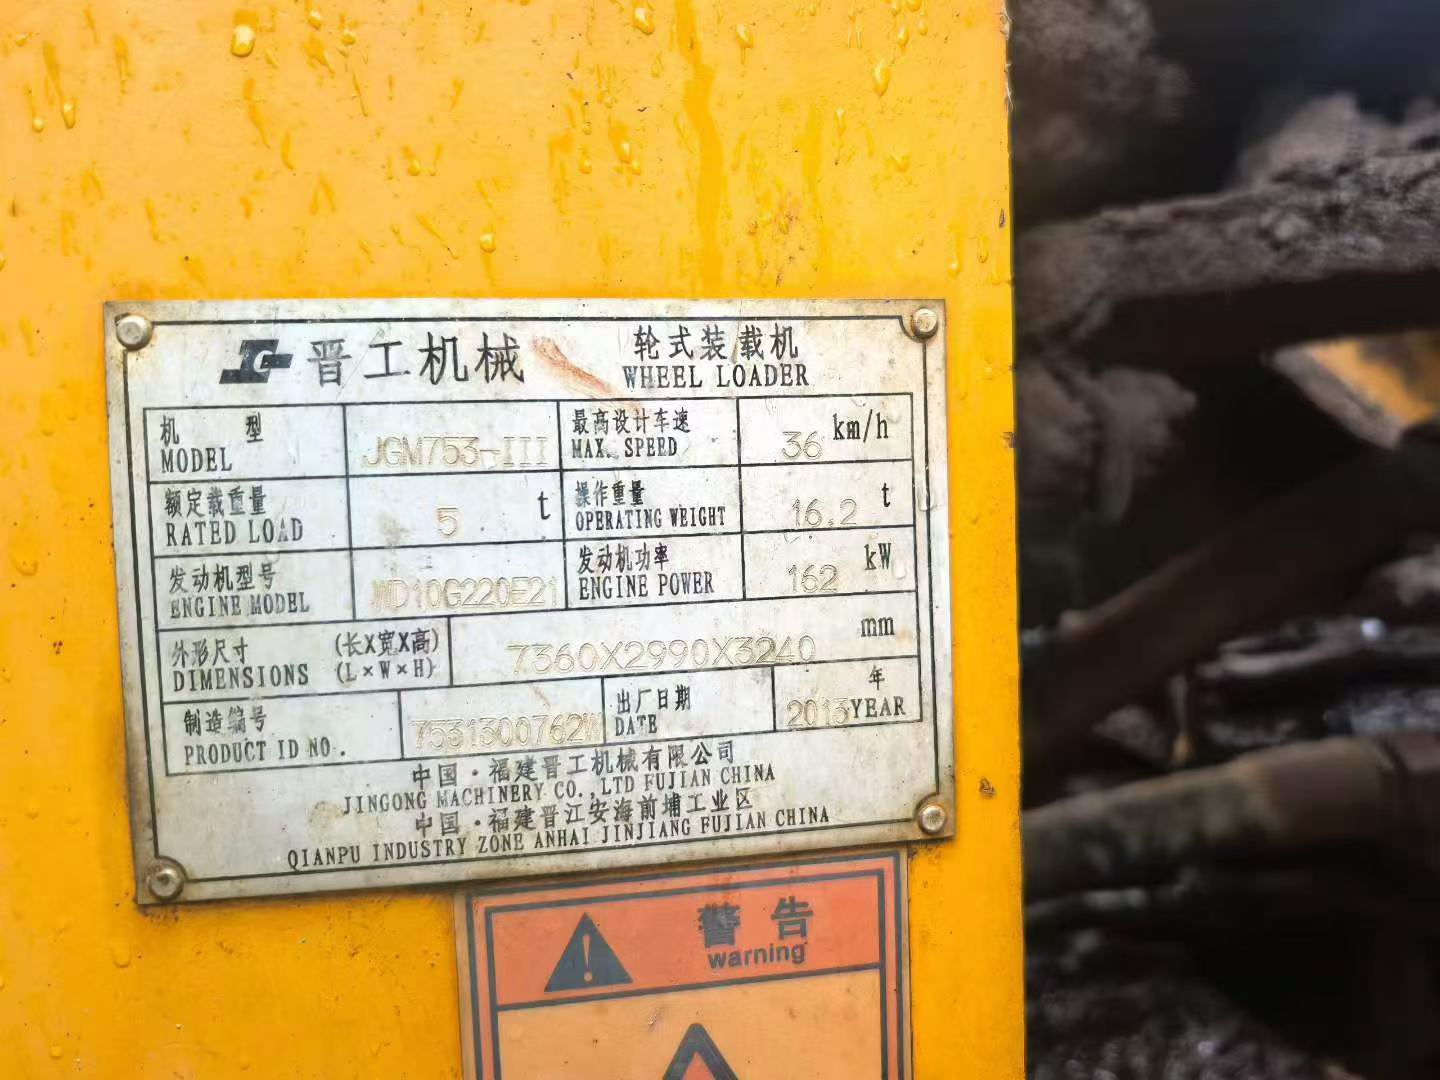 JG 晋工机械
轮式装载机
WHEEL LOADER
机 型
MODEL
JGM753-III
最高设计车速
MAX. SPEED
36 km/h
额定载重量
RATED LOAD
5 t
操作重量
OPERATING WEIGHT
16.2 t
发动机型号
ENGINE MODEL
WD10G220E21
发动机功率
ENGINE POWER
162 kW
外形尺寸 (长X宽X高)
DIMENSIONS (L×W×H)
7360X2990X3240 mm
制造编号
PRODUCT ID NO.
7531300762W
出厂日期
DATE
年
2013YEAR
中国·福建晋工机械有限公司
JINGONG MACHINERY CO.,LTD FUJIAN CHINA
中国·福建晋江安海前埔工业区
QIANPU INDUSTRY ZONE ANHAI JINJIANG FUJIAN CHINA
警告
warning